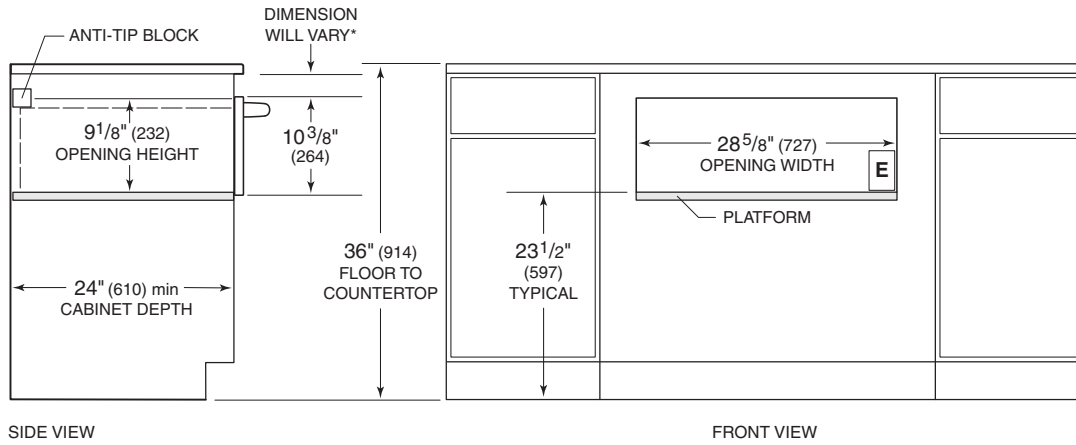 DIMENSION
WILL VARY*
ANTI-TIP BLOCK
9 1/8" (232)
OPENING HEIGHT
10 3/8"
(264)
28 5/8" (727)
OPENING WIDTH
E
PLATFORM
36" (914)
FLOOR TO
COUNTERTOP
23 1/2"
(597)
TYPICAL
24" (610) min
CABINET DEPTH
SIDE VIEW
FRONT VIEW